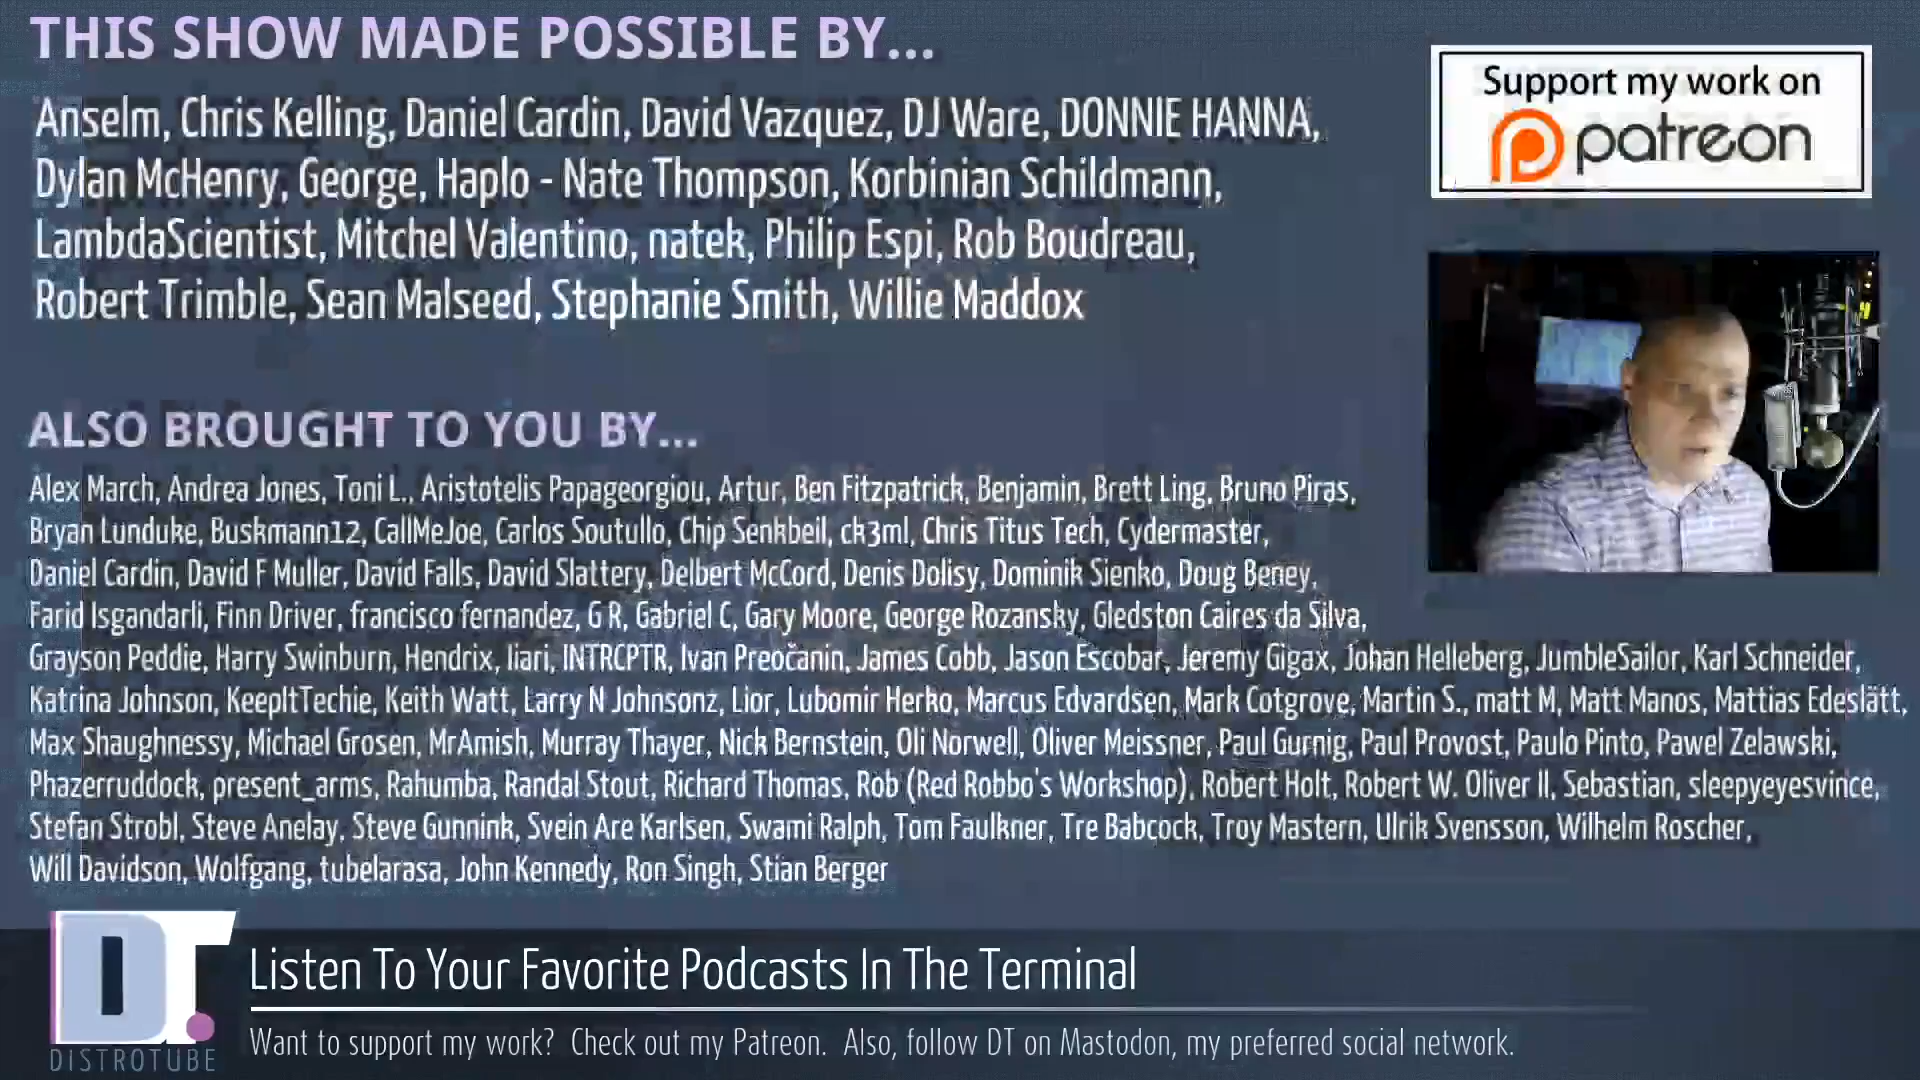 THIS SHOW MADE POSSIBLE BY...
Anselm, Chris Kelling, Daniel Cardin, David Vazquez, DJ Ware, DONNIE HANNA,
Dylan McHenry, George, Haplo - Nate Thompson, Korbinian Schildmann,
LambdaScientist, Mitchel Valentino, natek, Philip Espi, Rob Boudreau,
Robert Trimble, Sean Malseed, Stephanie Smith, Willie Maddox
Support my work on
patreon
ALSO BROUGHT TO YOU BY...
Alex March, Andrea Jones, Toni L., Aristotelis Papageorgiou, Artur, Ben Fitzpatrick, Benjamin, Brett Ling, Bruno Piras,
Bryan Lunduke, Buskmann12, CallMeJoe, Carlos Soutullo, Chip Senkbeil, ck3ml, Chris Titus Tech, Cydermaster,
Daniel Cardin, David F Muller, David Falls, David Slattery, Delbert McCord, Denis Dolisy, Dominik Sienko, Doug Beney,
Farid Isgandarli, Finn Driver, francisco fernandez, G R, Gabriel C, Gary Moore, George Rozansky, Gledston Caires da Silva,
Grayson Peddie, Harry Swinburn, Hendrix, Iiari, INTRCPTR, Ivan Preočanin, James Cobb, Jason Escobar, Jeremy Gigax, Johan Helleberg, JumbleSailor, Karl Schneider,
Katrina Johnson, KeepItTechie, Keith Watt, Larry N Johnsonz, Lior, Lubomir Herko, Marcus Edvardsen, Mark Cotgrove, Martin S., matt M, Matt Manos, Mattias Edeslätt,
Max Shaughnessy, Michael Grosen, MrAmish, Murray Thayer, Nick Bernstein, Oli Norwell, Oliver Meissner, Paul Gurnig, Paul Provost, Paulo Pinto, Pawel Zelawski,
Phazerruddock, present_arms, Rahumba, Randal Stout, Richard Thomas, Rob (Red Robbo's Workshop), Robert Holt, Robert W. Oliver II, Sebastian, sleepyeyesvince,
Stefan Strobl, Steve Anelay, Steve Gunnink, Svein Are Karlsen, Swami Ralph, Tom Faulkner, Tre Babcock, Troy Mastern, Ulrik Svensson, Wilhelm Roscher,
Will Davidson, Wolfgang, tubelarasa, John Kennedy, Ron Singh, Stian Berger
DT
DISTROTUBE
Listen To Your Favorite Podcasts In The Terminal
Want to support my work? Check out my Patreon. Also, follow DT on Mastodon, my preferred social network.